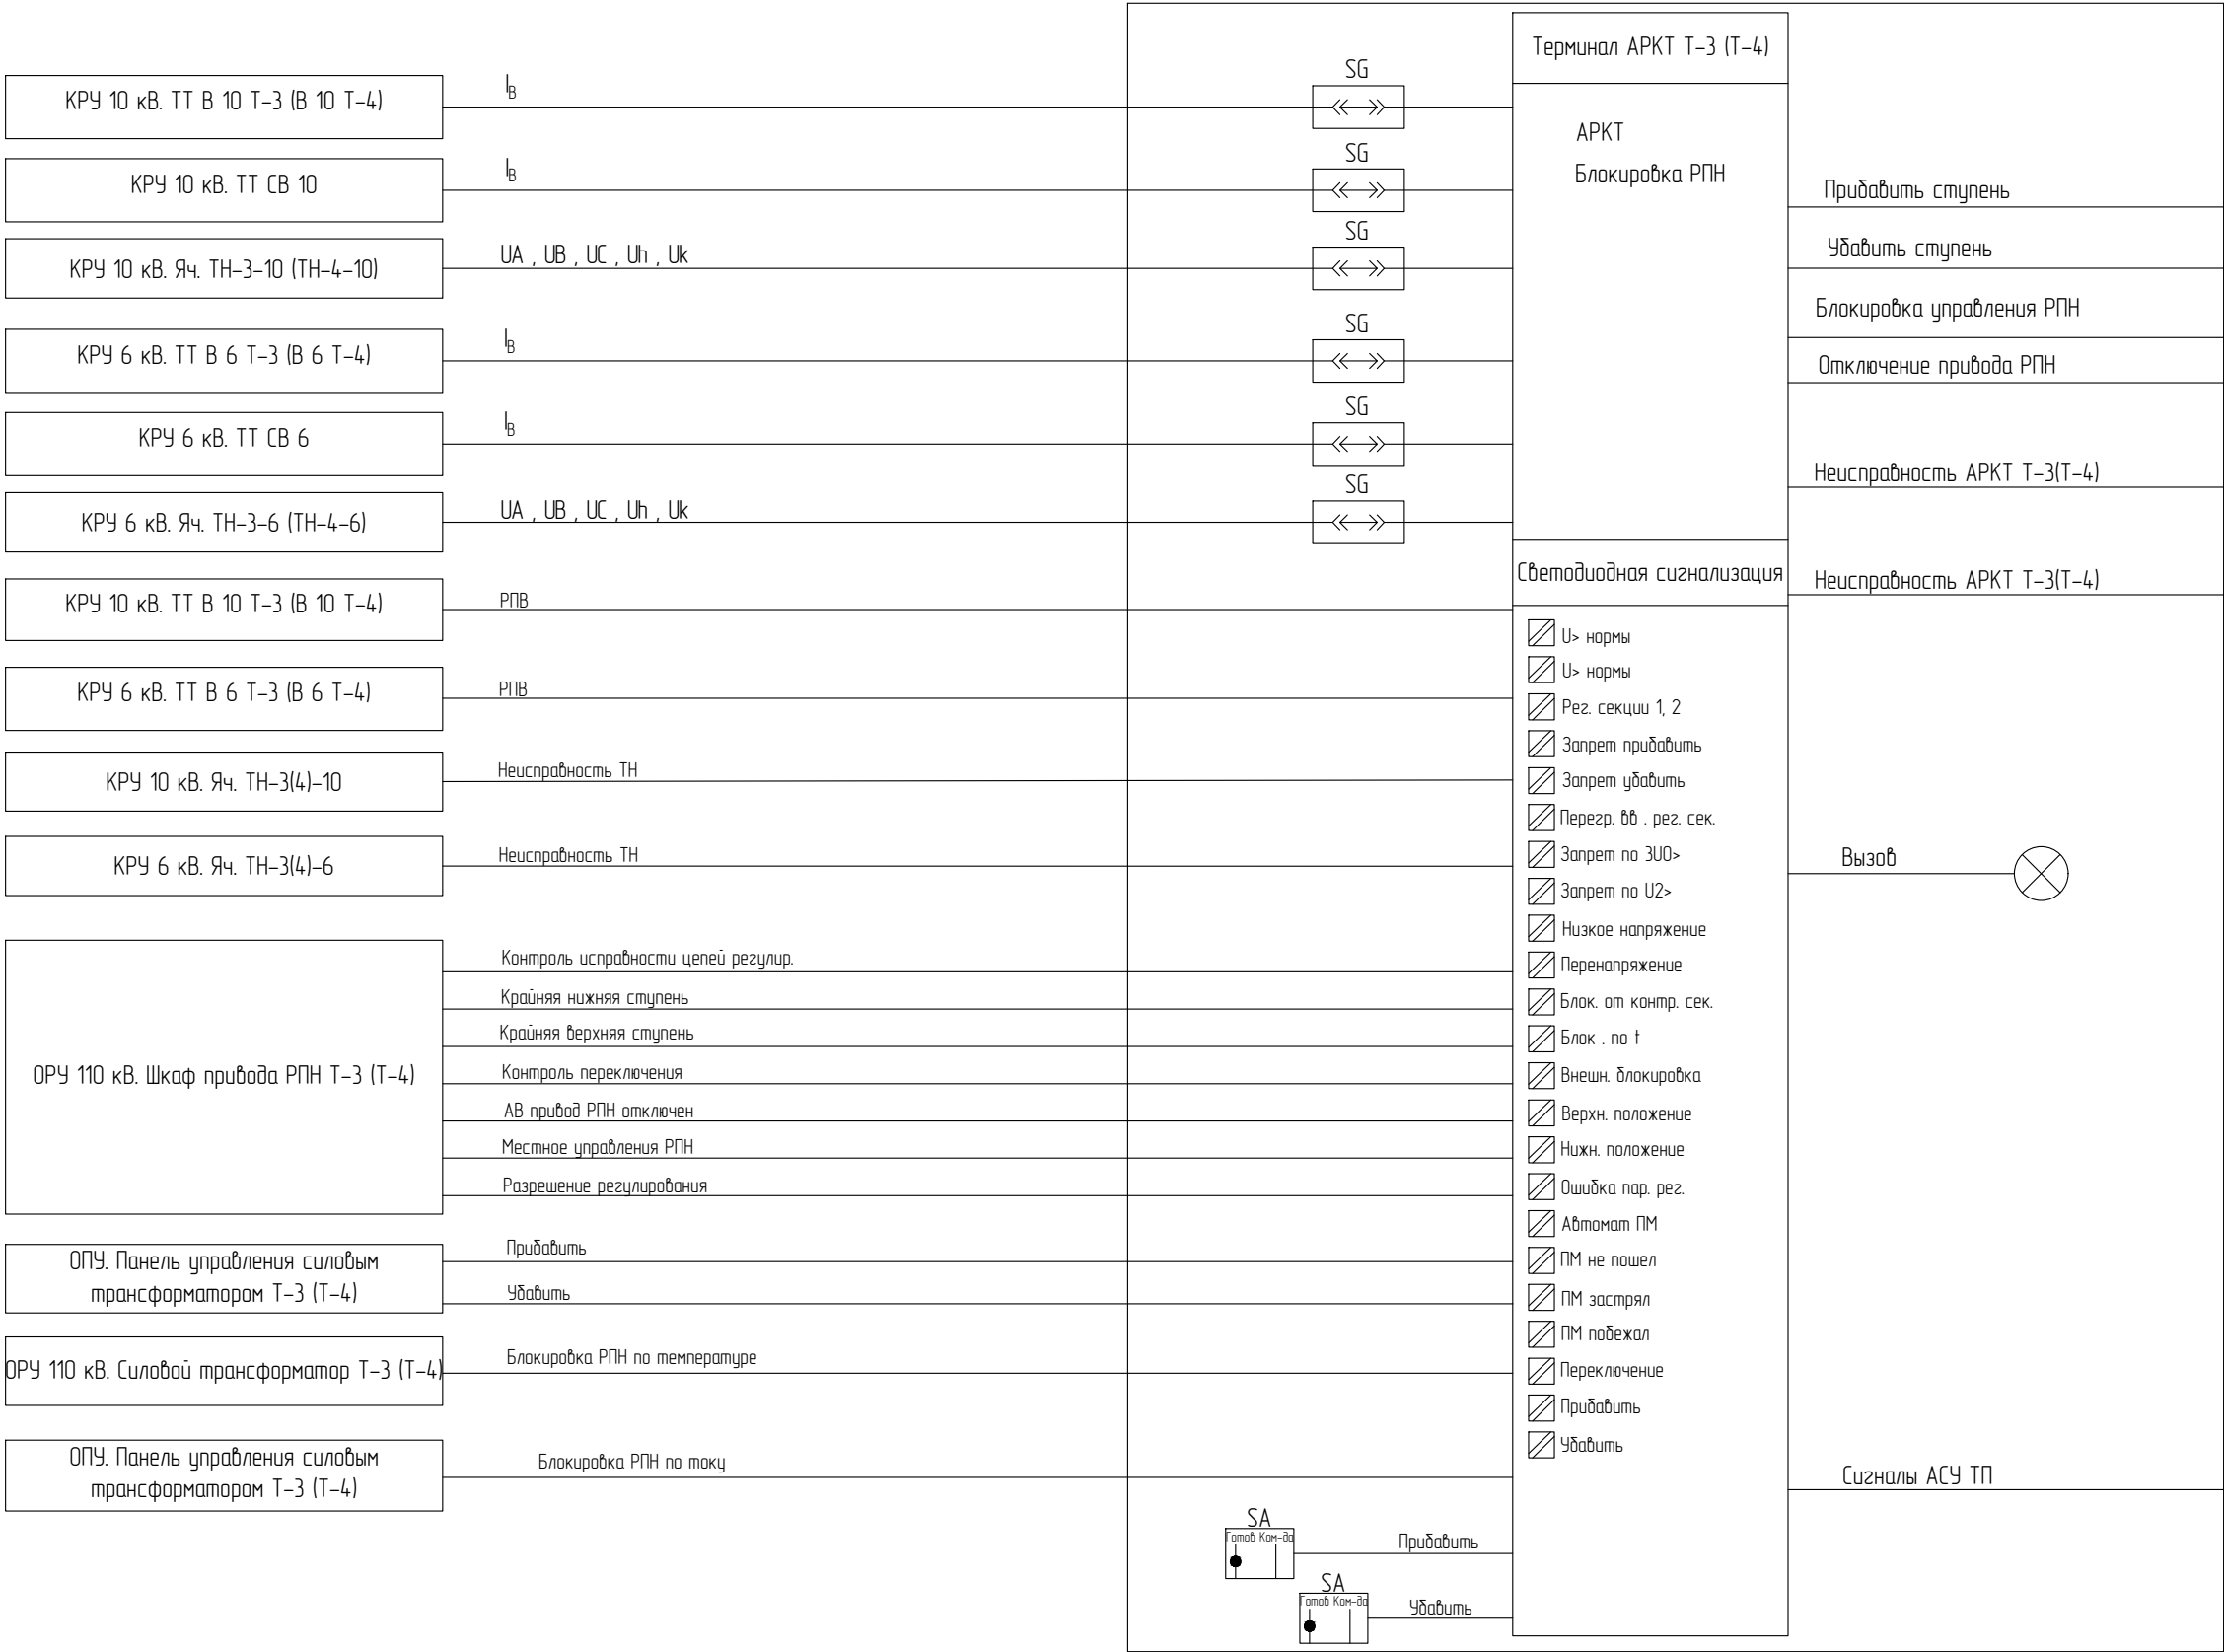 Терминал АРКТ Т-3 (Т-4)
КРУ 10 кВ. ТТ В 10 Т-3 (В 10 Т-4)
IB
SG
АРКТ
Блокировка РПН
КРУ 10 кВ. ТТ СВ 10
IB
SG
Прибавить ступень
КРУ 10 кВ. Яч. ТН-3-10 (ТН-4-10)
UA , UB , UC , Uh , Uk
SG
Убавить ступень
Блокировка управления РПН
КРУ 6 кВ. ТТ В 6 Т-3 (В 6 Т-4)
IB
SG
Отключение привода РПН
КРУ 6 кВ. ТТ СВ 6
IB
SG
Неисправность АРКТ Т-3(Т-4)
КРУ 6 кВ. Яч. ТН-3-6 (ТН-4-6)
UA , UB , UC , Uh , Uk
SG
Светодиодная сигнализация
Неисправность АРКТ Т-3(Т-4)
КРУ 10 кВ. ТТ В 10 Т-3 (В 10 Т-4)
РПВ
КРУ 6 кВ. ТТ В 6 Т-3 (В 6 Т-4)
РПВ
КРУ 10 кВ. Яч. ТН-3(4)-10
Неисправность ТН
КРУ 6 кВ. Яч. ТН-3(4)-6
Неисправность ТН
U> нормы
U> нормы
Рег. секции 1, 2
Запрет прибавить
Запрет убавить
Перегр. вв . рег. сек.
Запрет по 3U0>
Запрет по U2>
Низкое напряжение
Перенапряжение
Блок. от контр. сек.
Блок . по t
Внешн. блокировка
Верхн. положение
Нижн. положение
Ошибка пар. рег.
Автомат ПМ
ПМ не пошел
ПМ застрял
ПМ побежал
Переключение
Прибавить
Убавить
Вызов
ОРУ 110 кВ. Шкаф привода РПН Т-3 (Т-4)
Контроль исправности цепей регулир.
Крайняя нижняя ступень
Крайняя верхняя ступень
Контроль переключения
АВ привод РПН отключен
Местное управления РПН
Разрешение регулирования
ОПУ. Панель управления силовым
трансформатором Т-3 (Т-4)
Прибавить
Убавить
ОРУ 110 кВ. Силовой трансформатор Т-3 (Т-4)
Блокировка РПН по температуре
ОПУ. Панель управления силовым
трансформатором Т-3 (Т-4)
Блокировка РПН по току
Сигналы АСУ ТП
SA
Готов Ком-да
Прибавить
SA
Готов Ком-да
Убавить